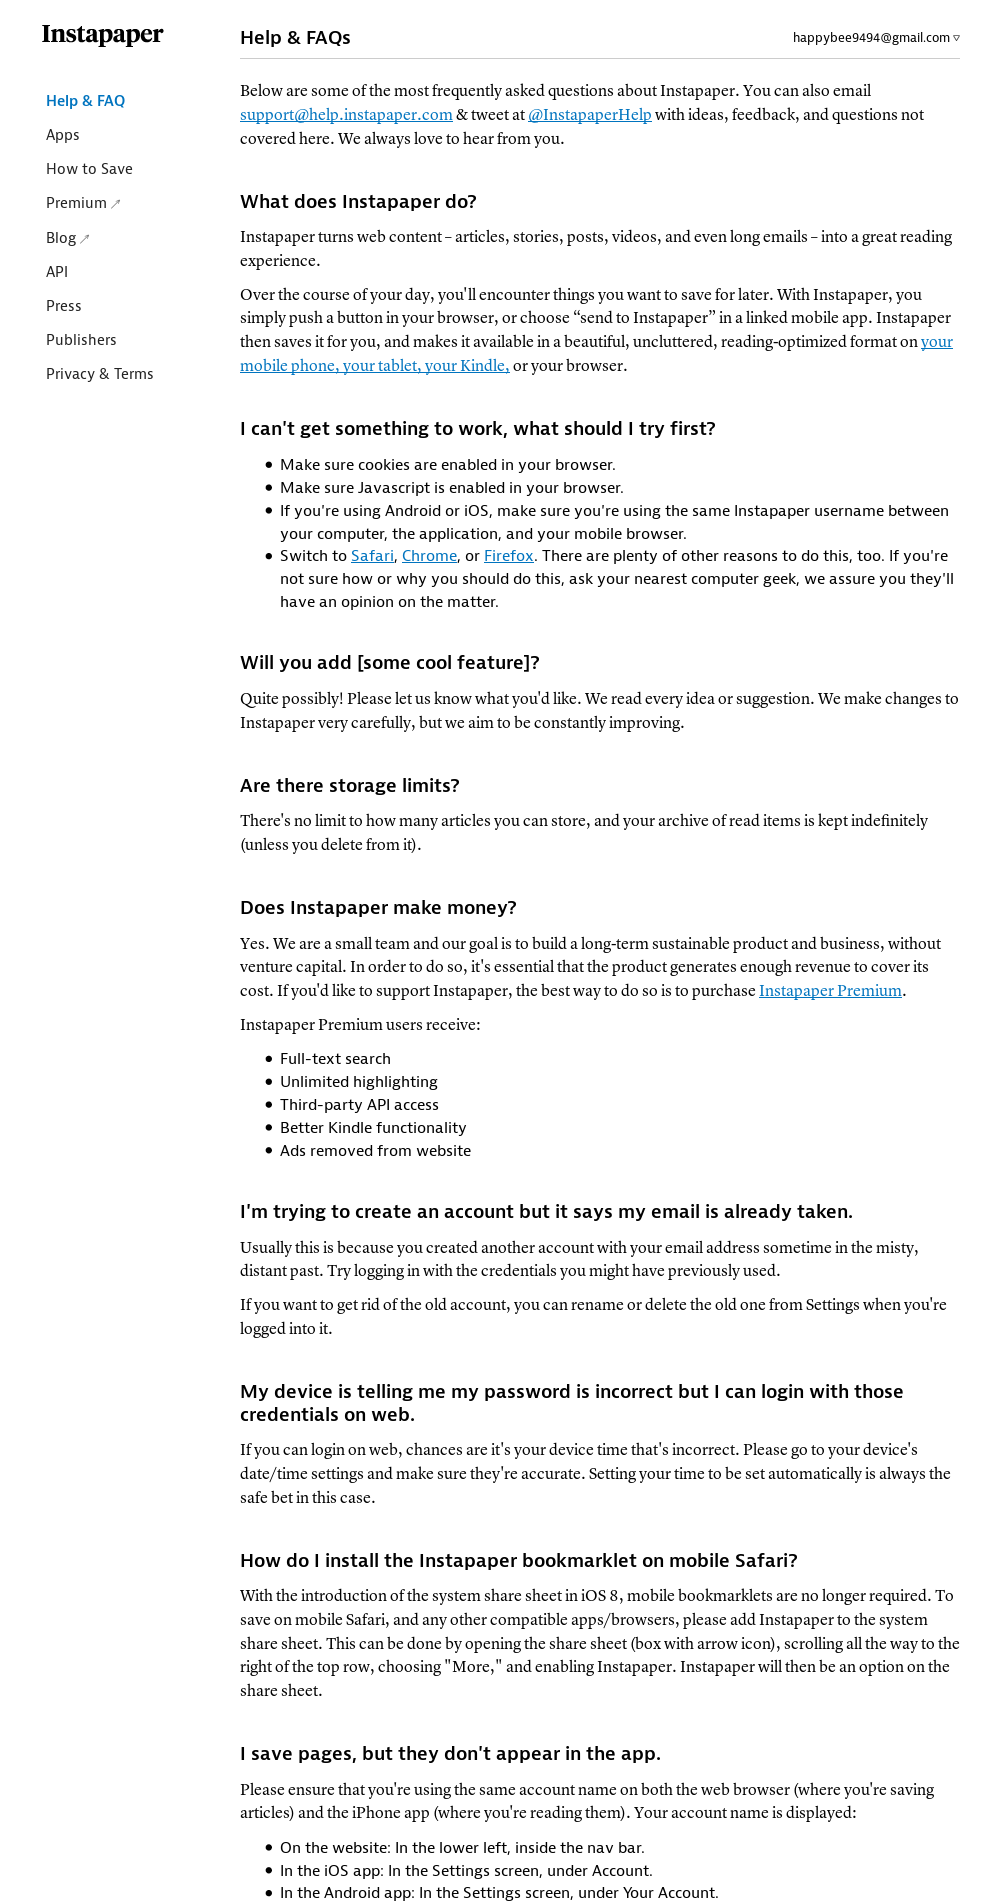 Instapaper
Help & FAQs
happybee9494@gmail.com ▿
Help & FAQ
Apps
How to Save
Premium ↗
Blog ↗
API
Press
Publishers
Privacy & Terms
Below are some of the most frequently asked questions about Instapaper. You can also email
support@help.instapaper.com & tweet at @InstapaperHelp with ideas, feedback, and questions not
covered here. We always love to hear from you.
What does Instapaper do?
Instapaper turns web content – articles, stories, posts, videos, and even long emails – into a great reading
experience.
Over the course of your day, you'll encounter things you want to save for later. With Instapaper, you
simply push a button in your browser, or choose “send to Instapaper” in a linked mobile app. Instapaper
then saves it for you, and makes it available in a beautiful, uncluttered, reading-optimized format on your
mobile phone, your tablet, your Kindle, or your browser.
I can't get something to work, what should I try first?
• Make sure cookies are enabled in your browser.
• Make sure Javascript is enabled in your browser.
• If you're using Android or iOS, make sure you're using the same Instapaper username between
your computer, the application, and your mobile browser.
• Switch to Safari, Chrome, or Firefox. There are plenty of other reasons to do this, too. If you're
not sure how or why you should do this, ask your nearest computer geek, we assure you they'll
have an opinion on the matter.
Will you add [some cool feature]?
Quite possibly! Please let us know what you'd like. We read every idea or suggestion. We make changes to
Instapaper very carefully, but we aim to be constantly improving.
Are there storage limits?
There's no limit to how many articles you can store, and your archive of read items is kept indefinitely
(unless you delete from it).
Does Instapaper make money?
Yes. We are a small team and our goal is to build a long-term sustainable product and business, without
venture capital. In order to do so, it's essential that the product generates enough revenue to cover its
cost. If you'd like to support Instapaper, the best way to do so is to purchase Instapaper Premium.
Instapaper Premium users receive:
• Full-text search
• Unlimited highlighting
• Third-party API access
• Better Kindle functionality
• Ads removed from website
I'm trying to create an account but it says my email is already taken.
Usually this is because you created another account with your email address sometime in the misty,
distant past. Try logging in with the credentials you might have previously used.
If you want to get rid of the old account, you can rename or delete the old one from Settings when you're
logged into it.
My device is telling me my password is incorrect but I can login with those
credentials on web.
If you can login on web, chances are it's your device time that's incorrect. Please go to your device's
date/time settings and make sure they're accurate. Setting your time to be set automatically is always the
safe bet in this case.
How do I install the Instapaper bookmarklet on mobile Safari?
With the introduction of the system share sheet in iOS 8, mobile bookmarklets are no longer required. To
save on mobile Safari, and any other compatible apps/browsers, please add Instapaper to the system
share sheet. This can be done by opening the share sheet (box with arrow icon), scrolling all the way to the
right of the top row, choosing "More," and enabling Instapaper. Instapaper will then be an option on the
share sheet.
I save pages, but they don't appear in the app.
Please ensure that you're using the same account name on both the web browser (where you're saving
articles) and the iPhone app (where you're reading them). Your account name is displayed:
• On the website: In the lower left, inside the nav bar.
• In the iOS app: In the Settings screen, under Account.
• In the Android app: In the Settings screen, under Your Account.